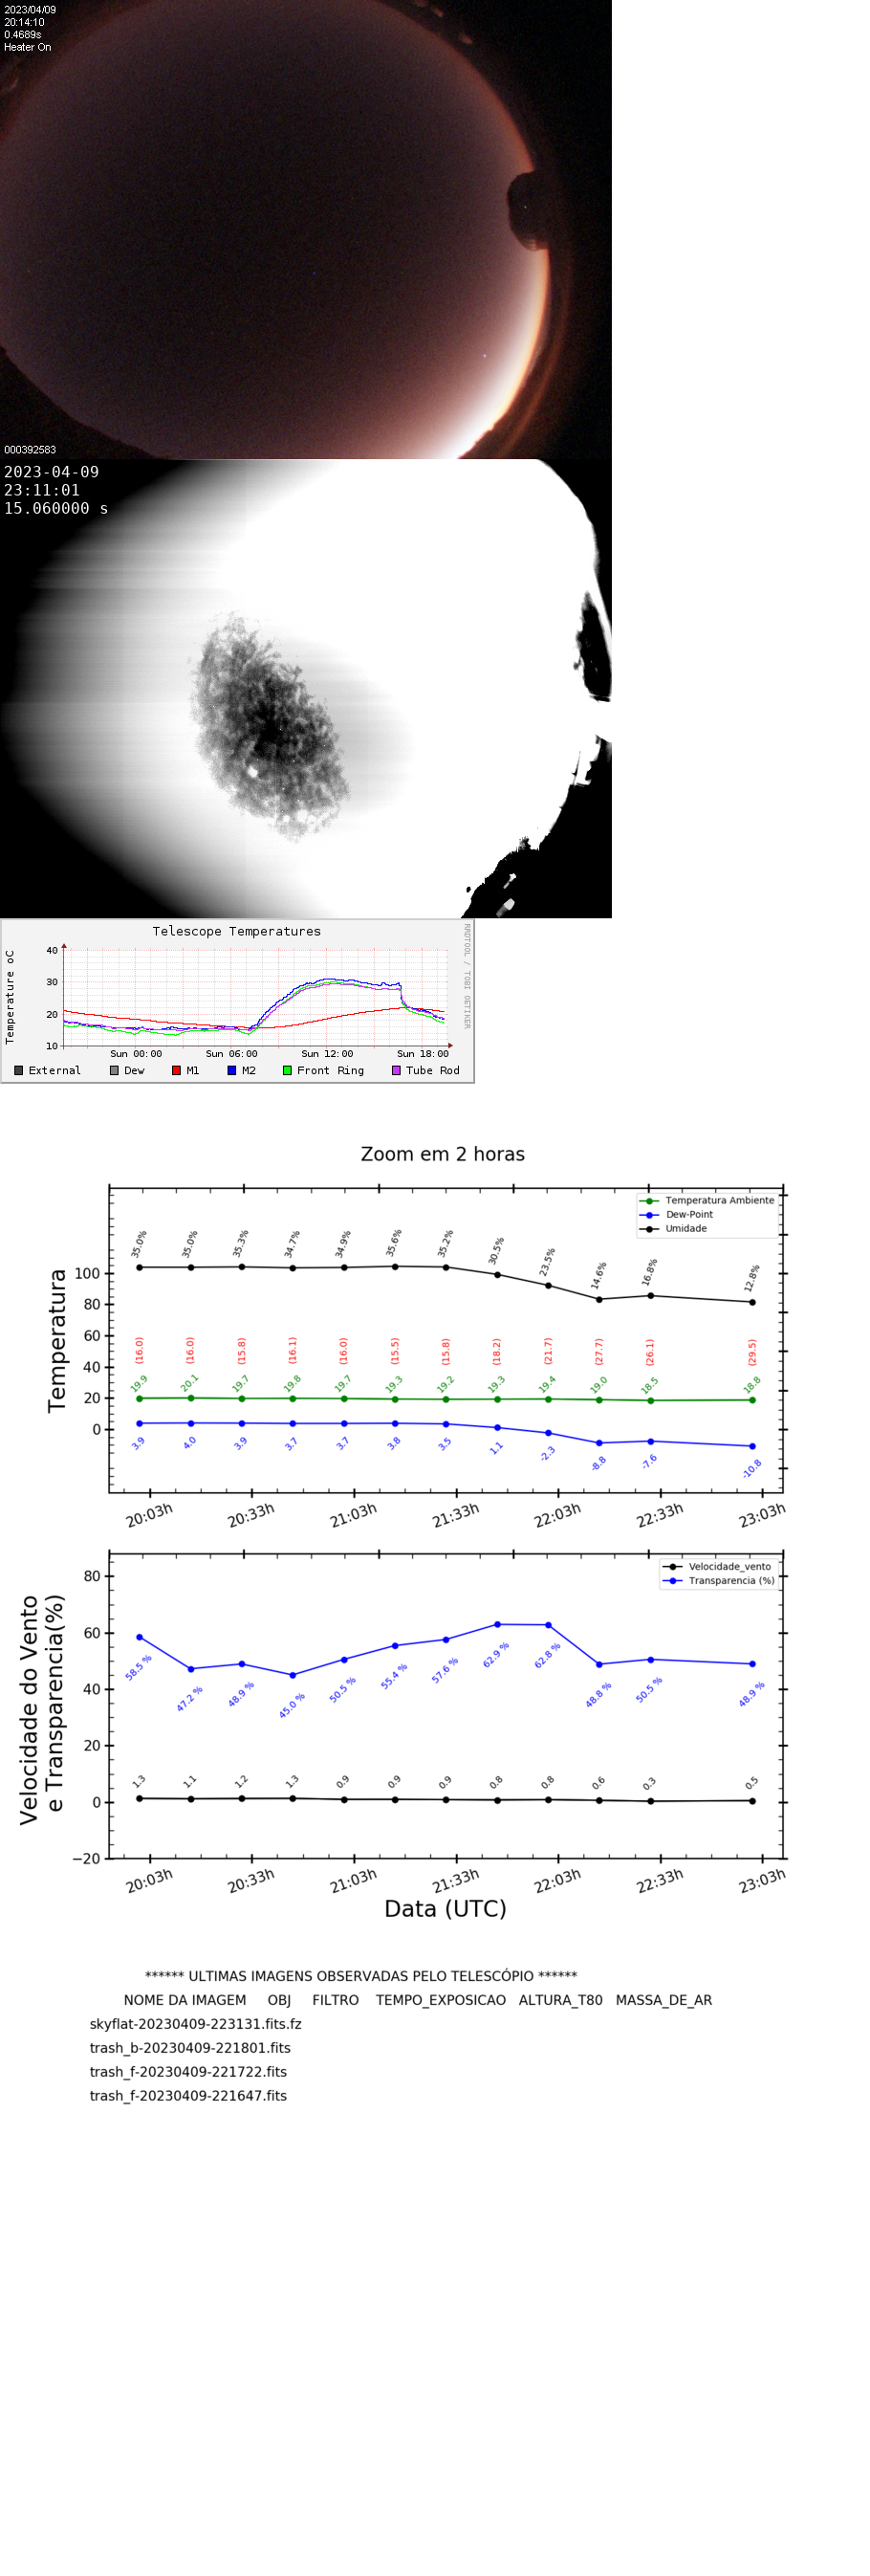 2023/04/09
20:14:10
0.4689s
Heater On
000392583
2023-04-09
23:11:01
15.060000 s
Telescope Temperatures
RRDTOOL / TOBI OETIKER
Temperature oC
40
30
20
10
Sun 00:00 Sun 06:00 Sun 12:00 Sun 18:00
External Dew M1 M2 Front Ring Tube Rod
Zoom em 2 horas
Temperatura Ambiente
Dew-Point
Umidade
Temperatura
100
80
60
40
20
0
35.0% 35.0% 35.3% 34.7% 34.9% 35.6% 35.2% 30.5% 23.5% 14.6% 16.8% 12.8%
(16.0) (16.0) (15.8) (16.1) (16.0) (15.5) (15.8) (18.2) (21.7) (27.7) (26.1) (29.5)
19.9 20.1 19.7 19.8 19.7 19.3 19.2 19.3 19.4 19.0 18.5 18.8
3.9 4.0 3.9 3.7 3.7 3.8 3.5 1.1 -2.3 -8.8 -7.6 -10.8
20:03h 20:33h 21:03h 21:33h 22:03h 22:33h 23:03h
Velocidade_vento
Transparencia (%)
Velocidade do Vento
e Transparencia(%)
80
60
40
20
0
−20
58.5 % 47.2 % 48.9 % 45.0 % 50.5 % 55.4 % 57.6 % 62.9 % 62.8 % 48.8 % 50.5 % 48.9 %
1.3 1.1 1.2 1.3 0.9 0.9 0.9 0.8 0.8 0.6 0.3 0.5
20:03h 20:33h 21:03h 21:33h 22:03h 22:33h 23:03h
Data (UTC)
****** ULTIMAS IMAGENS OBSERVADAS PELO TELESCÓPIO ******
NOME DA IMAGEM OBJ FILTRO TEMPO_EXPOSICAO ALTURA_T80 MASSA_DE_AR
skyflat-20230409-223131.fits.fz
trash_b-20230409-221801.fits
trash_f-20230409-221722.fits
trash_f-20230409-221647.fits